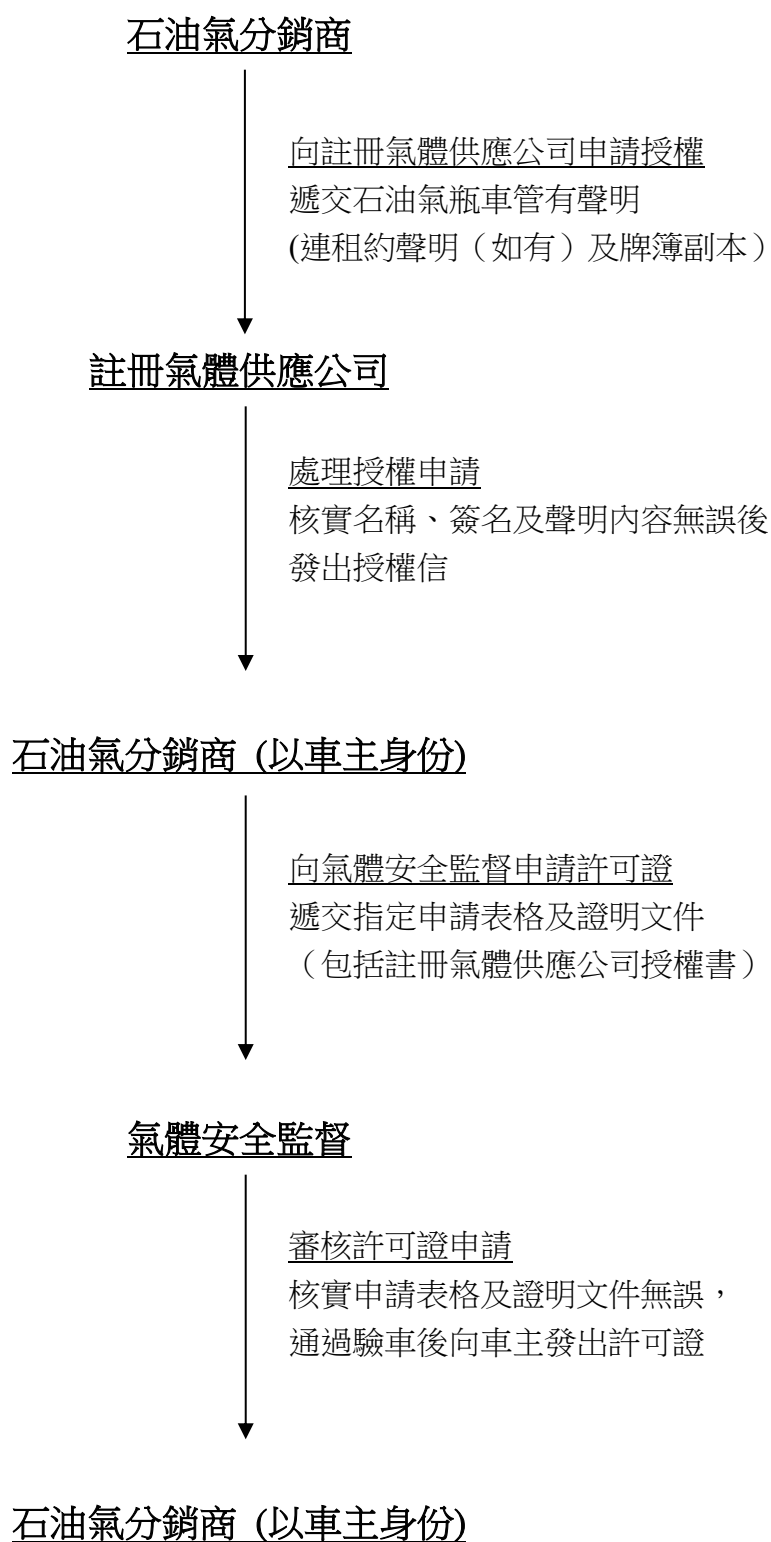 石油氣分銷商
向註冊氣體供應公司申請授權
遞交石油氣瓶車管有聲明
(連租約聲明（如有）及牌簿副本）
註冊氣體供應公司
處理授權申請
核實名稱、簽名及聲明內容無誤後
發出授權信
石油氣分銷商 (以車主身份)
向氣體安全監督申請許可證
遞交指定申請表格及證明文件
（包括註冊氣體供應公司授權書）
氣體安全監督
審核許可證申請
核實申請表格及證明文件無誤，
通過驗車後向車主發出許可證
石油氣分銷商 (以車主身份)